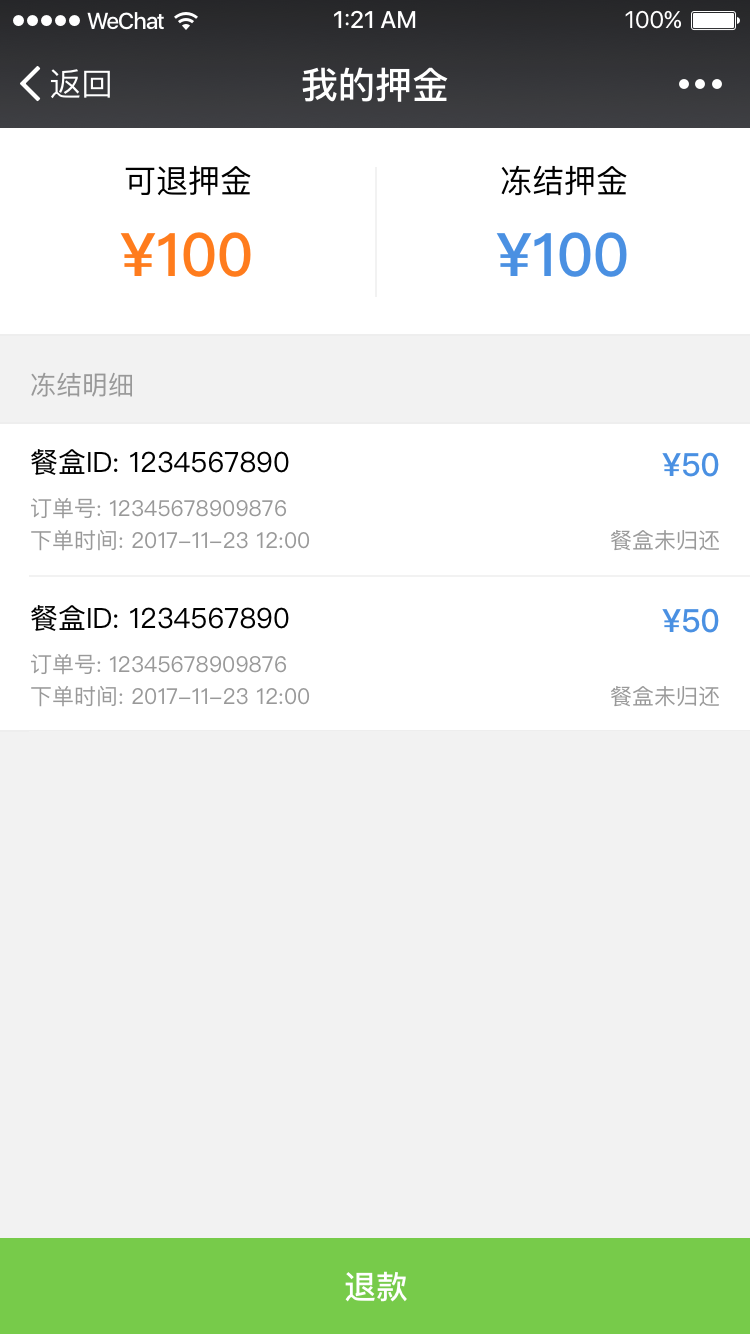 WeChat 1:21 AM 100%
返回 我的押金
可退押金 冻结押金
¥100 ¥100
冻结明细
餐盒ID: 1234567890 ¥50
订单号: 12345678909876
下单时间: 2017-11-23 12:00 餐盒未归还
餐盒ID: 1234567890 ¥50
订单号: 12345678909876
下单时间: 2017-11-23 12:00 餐盒未归还
退款